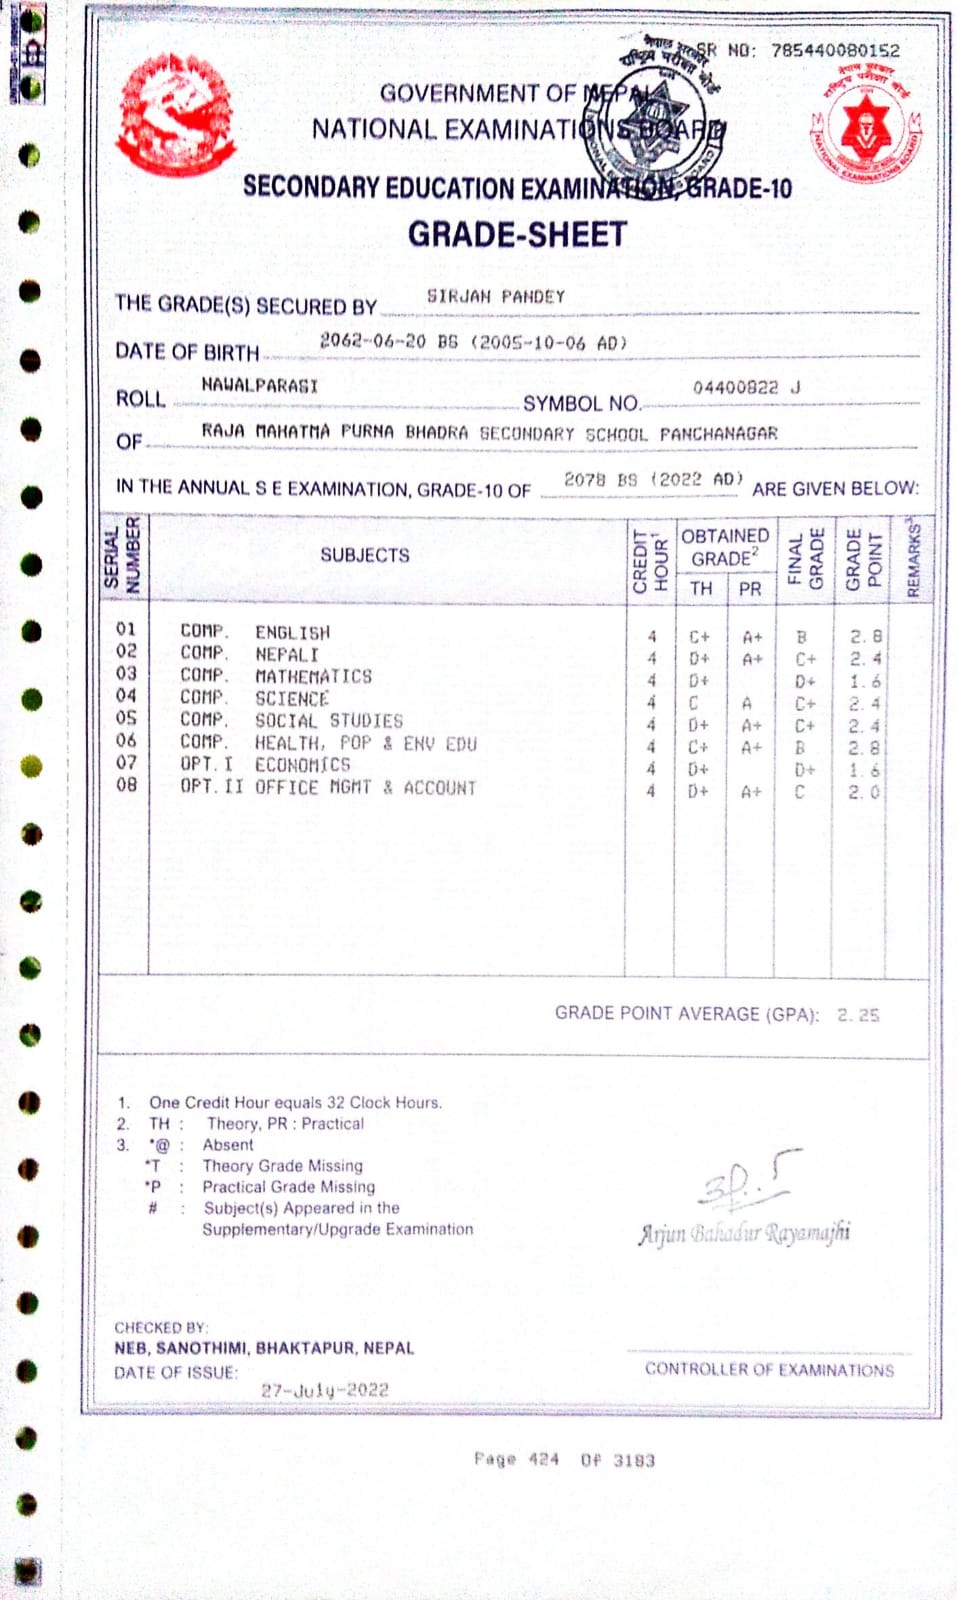 SR NO: 785440080152
नेपाल सरकार
राष्ट्रिय परीक्षा बोर्ड
GOVERNMENT OF NEPAL
NATIONAL EXAMINATIONS BOARD
SECONDARY EDUCATION EXAMINATION, GRADE-10
GRADE-SHEET
THE GRADE(S) SECURED BY SIRJAN PANDEY
DATE OF BIRTH 2062-06-20 BS (2005-10-06 AD)
ROLL NAWALPARASI SYMBOL NO. 04400822 J
OF RAJA MAHATMA PURNA BHADRA SECONDARY SCHOOL PANCHANAGAR
IN THE ANNUAL S E EXAMINATION, GRADE-10 OF 2078 BS (2022 AD) ARE GIVEN BELOW:
SERIAL NUMBER SUBJECTS CREDIT HOUR1 OBTAINED GRADE2 FINAL GRADE GRADE POINT REMARKS3
TH PR
01 COMP. ENGLISH 4 C+ A+ B 2.8
02 COMP. NEPALI 4 D+ A+ C+ 2.4
03 COMP. MATHEMATICS 4 D+ D+ 1.6
04 COMP. SCIENCE 4 C A C+ 2.4
05 COMP. SOCIAL STUDIES 4 D+ A+ C+ 2.4
06 COMP. HEALTH, POP & ENV EDU 4 C+ A+ B 2.8
07 OPT.I ECONOMICS 4 D+ D+ 1.6
08 OPT.II OFFICE MGMT & ACCOUNT 4 D+ A+ C 2.0
GRADE POINT AVERAGE (GPA): 2.25
1. One Credit Hour equals 32 Clock Hours.
2. TH : Theory, PR : Practical
3. *@ : Absent
*T : Theory Grade Missing
*P : Practical Grade Missing
# : Subject(s) Appeared in the
Supplementary/Upgrade Examination
Arjun Bahadur Rayamajhi
CHECKED BY:
NEB, SANOTHIMI, BHAKTAPUR, NEPAL
DATE OF ISSUE: 27-July-2022
CONTROLLER OF EXAMINATIONS
Page 424 Of 3183